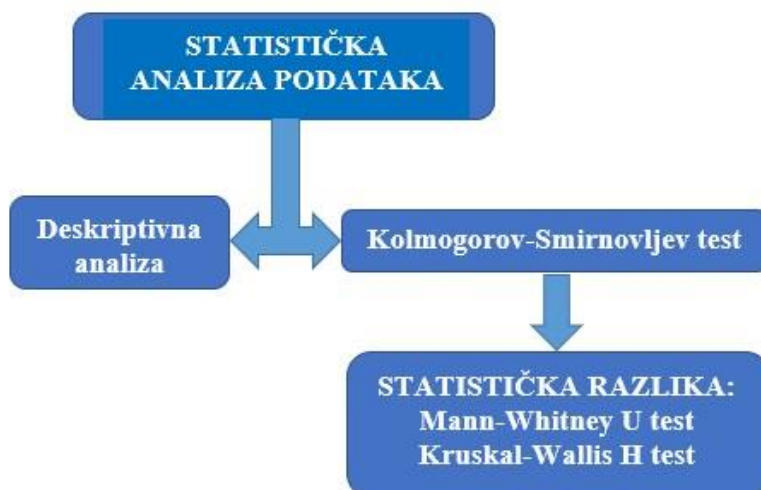 STATISTIČKA
ANALIZA PODATAKA
Deskriptivna
analiza
Kolmogorov-Smirnovljev test
STATISTIČKA RAZLIKA:
Mann-Whitney U test
Kruskal-Wallis H test